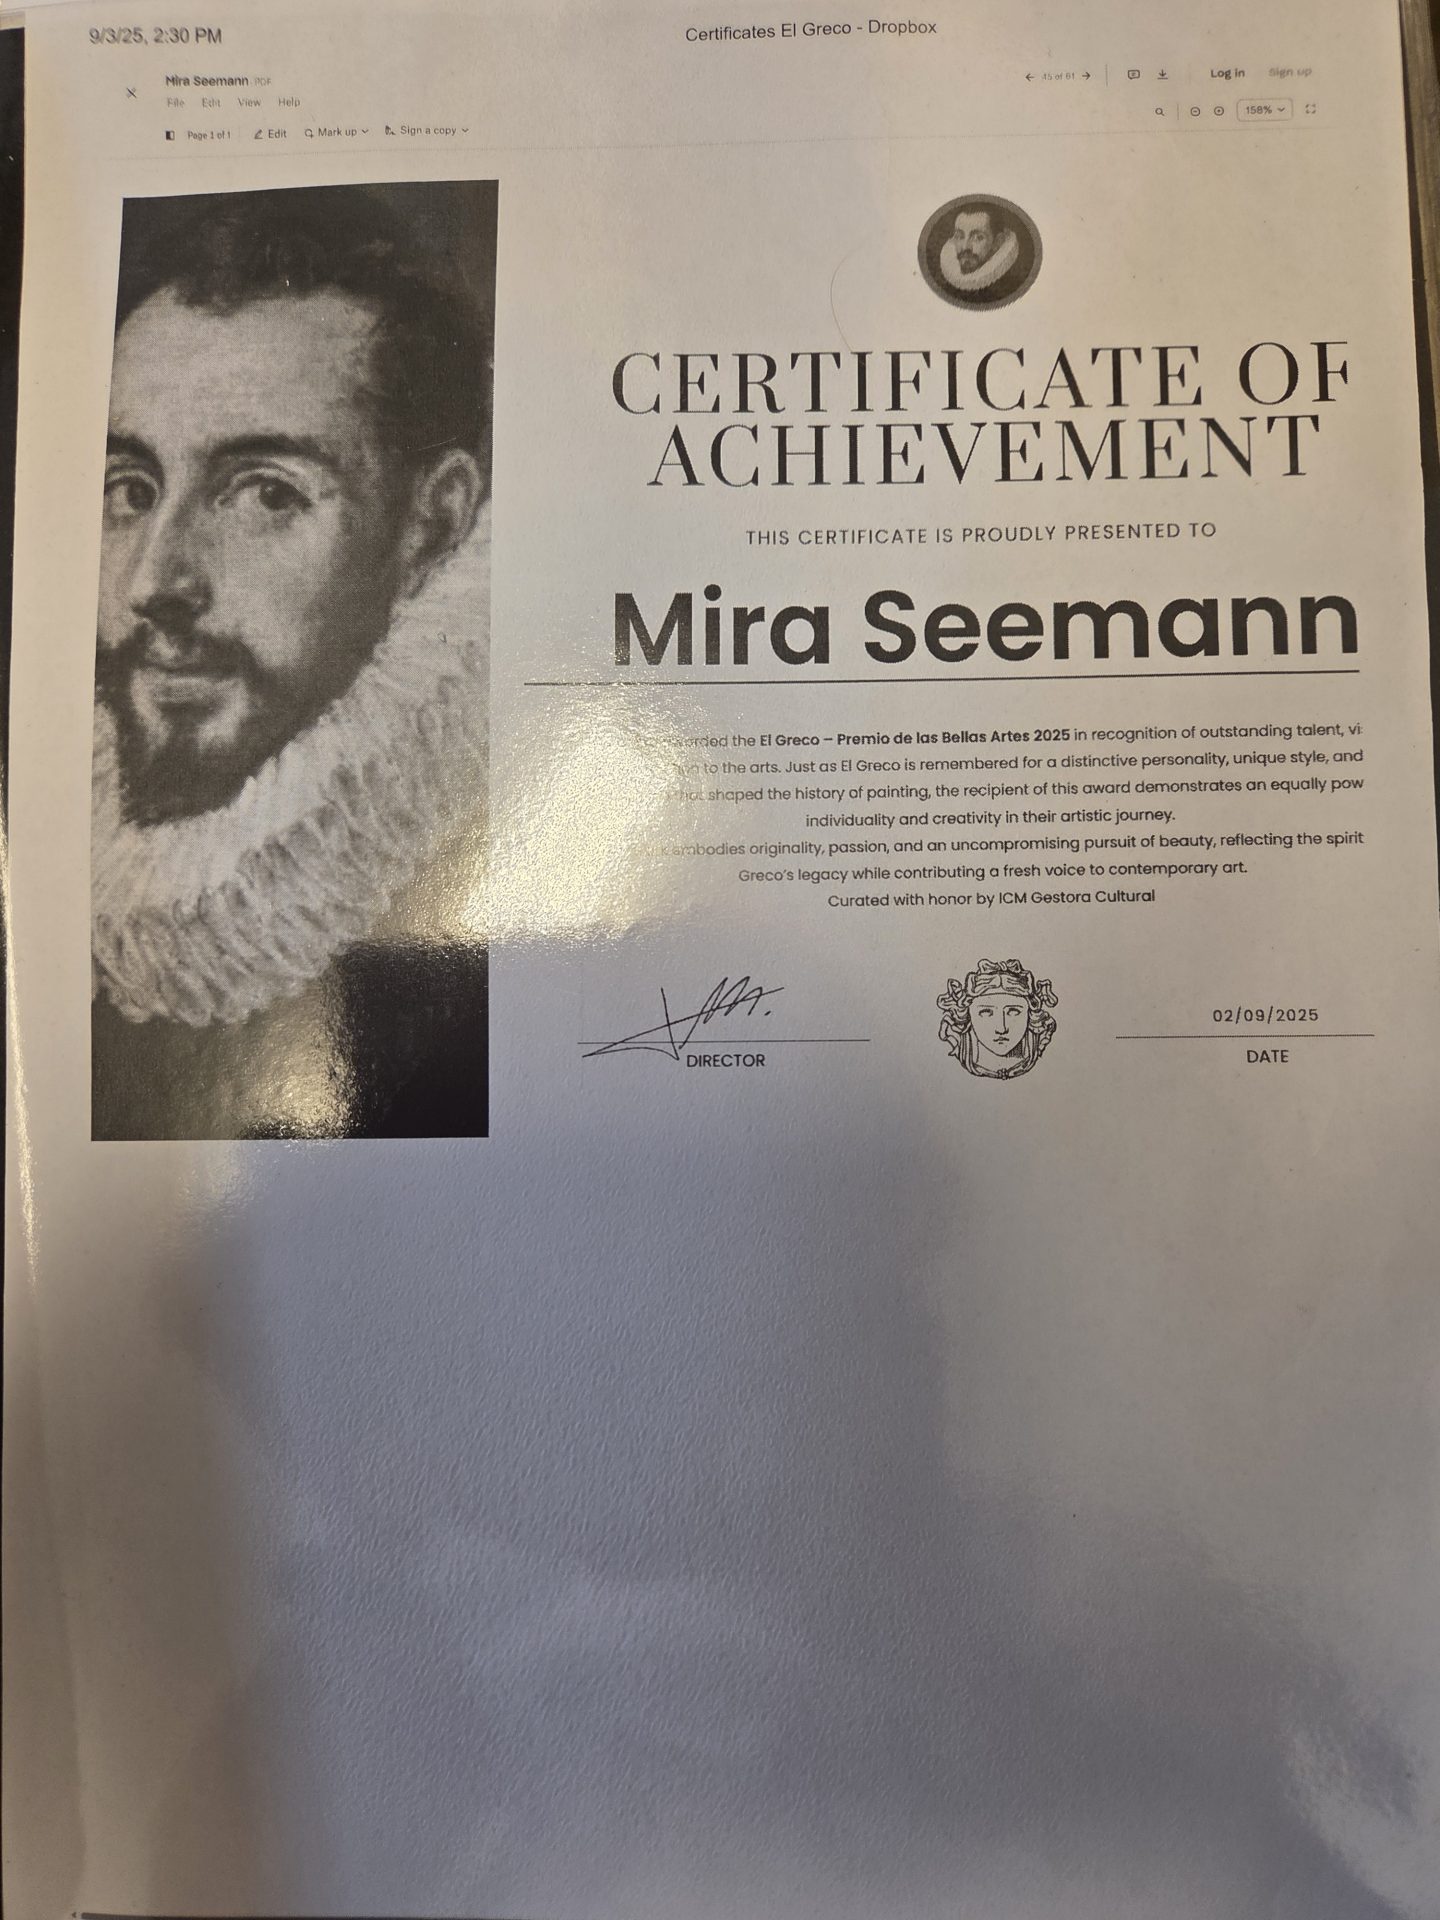 9/3/25, 2:30 PM
Certificates El Greco - Dropbox
Mira Seemann PDF
45 of 61
Log in Sign up
File Edit View Help
158%
Page 1 of 1 Edit Mark up Sign a copy
CERTIFICATE OF
ACHIEVEMENT
THIS CERTIFICATE IS PROUDLY PRESENTED TO
Mira Seemann
the El Greco – Premio de las Bellas Artes 2025 in recognition of outstanding talent, vi
to the arts. Just as El Greco is remembered for a distinctive personality, unique style, and
shaped the history of painting, the recipient of this award demonstrates an equally pow
individuality and creativity in their artistic journey.
embodies originality, passion, and an uncompromising pursuit of beauty, reflecting the spirit
Greco's legacy while contributing a fresh voice to contemporary art.
Curated with honor by ICM Gestora Cultural
02/09/2025
DIRECTOR
DATE